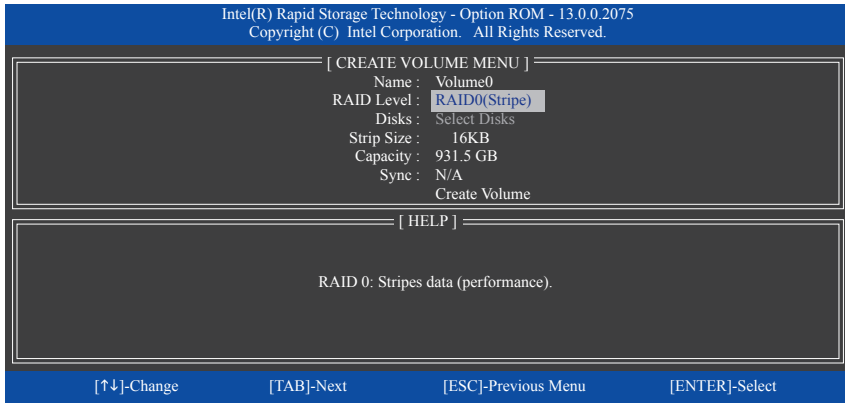 Intel(R) Rapid Storage Technology - Option ROM - 13.0.0.2075
Copyright (C) Intel Corporation. All Rights Reserved.
[ CREATE VOLUME MENU ]
Name : Volume0
RAID Level : RAID0(Stripe)
Disks : Select Disks
Strip Size : 16KB
Capacity : 931.5 GB
Sync : N/A
Create Volume
[ HELP ]
RAID 0: Stripes data (performance).
[↑↓]-Change [TAB]-Next [ESC]-Previous Menu [ENTER]-Select